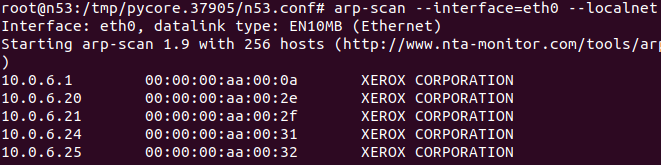 root@n53:/tmp/pycore.37905/n53.conf# arp-scan --interface=eth0 --localnet
Interface: eth0, datalink type: EN10MB (Ethernet)
Starting arp-scan 1.9 with 256 hosts (http://www.nta-monitor.com/tools/arp
)
10.0.6.1 00:00:00:aa:00:0a XEROX CORPORATION
10.0.6.20 00:00:00:aa:00:2e XEROX CORPORATION
10.0.6.21 00:00:00:aa:00:2f XEROX CORPORATION
10.0.6.24 00:00:00:aa:00:31 XEROX CORPORATION
10.0.6.25 00:00:00:aa:00:32 XEROX CORPORATION